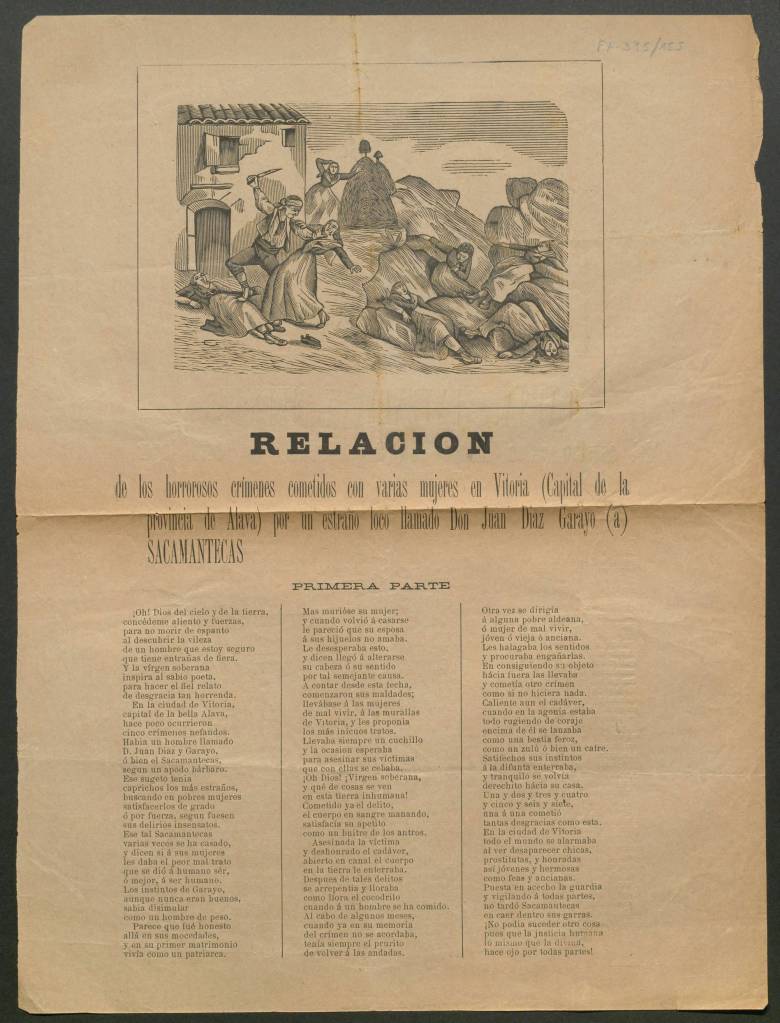 FA-395/155
RELACION
de los horrorosos crímenes cometidos con varias mujeres en Vitoria (Capital de la
provincia de Alava) por un estraño loco llamado Don Juan Diaz Garayo (a)
SACAMANTECAS
PRIMERA PARTE
¡Oh! Dios del cielo y de la tierra,
concédeme aliento y fuerzas,
para no morir de espanto
al descubrir la vileza
de un hombre que estoy seguro
que tiene entrañas de fiera.
Y la vírgen soberana
inspira al sabio poeta,
para hacer el fiel relato
de desgracia tan horrenda.
En la ciudad de Vitoria,
capital de la bella Alava,
hace poco ocurrieron
cinco crímenes nefandos.
Habia un hombre llamado
D. Juan Diaz y Garayo,
ó bien el Sacamantecas,
segun un apodo bárbaro.
Ese sugeto tenia
caprichos los más estraños,
buscando en pobres mujeres
satisfacerlos de grado
ó por fuerza, segun fuesen
sus delirios insensatos.
Ese tal Sacamantecas
varias veces se ha casado,
y dicen si á sus mujeres
les daba el peor mal trato
que se dió á humano sér,
ó mejor, á ser humano.
Los instintos de Garayo,
aunque nunca eran buenos,
sabia disimular
como un hombre de peso.
Parece que fué honesto
allá en sus mocedades,
y en su primer matrimonio
vivía como un patriarca.
Mas murióse su mujer;
y cuando volvió á casarse
le pareció que su esposa
á sus hijuelos no amaba.
Le desesperaba esto,
y dicen llegó á alterarse
su cabeza ó su sentido
por tal semejante causa.
A contar desde esta fecha,
comenzaron sus maldades;
llevábase á las mujeres
de mal vivir, á las murallas
de Vitoria, y les proponia
los más inicuos tratos.
Llevaba siempre un cuchillo
y la ocasion esperaba
para asesinar sus víctimas
que con ellas se cebaba.
¡Oh Dios! ¡Vírgen soberana,
y qué de cosas se ven
en esta tierra inhumana!
Cometido ya el delito,
el cuerpo en sangre manando,
satisfacia su apetito
como un buitre de los antros.
Asesinada la víctima
y deshonrado el cadáver,
abierto en canal el cuerpo
en la tierra le enterraba.
Despues de tales delitos
se arrepentia y lloraba
como llora el cocodrilo
cuando á un hombre se ha comido.
Al cabo de algunos meses,
cuando ya en su memoria
del crímen no se acordaba,
tenía siempre el prurito
de volver á las andadas.
Otra vez se dirigía
á alguna pobre aldeana,
ó mujer de mal vivir,
jóven ó vieja ó anciana.
Les halagaba los sentidos
y procuraba engañarlas.
En consiguiendo su objeto
hácia fuera las llevaba
y cometía otro crímen
como si no hiciera nada.
Caliente aun el cadáver,
cuando en la agonía estaba
todo rugiendo de coraje
encima de él se lanzaba
como una bestia feroz,
como un zulú ó bien un cafre.
Satifechos sus instintos
á la difunta enterraba,
y tranquilo se volvia
derechito hácia su casa.
Una y dos y tres y cuatro
y cinco y seis y siete,
una á una cometió
tantas desgracias como esta.
En la ciudad de Vitoria
todo el mundo se alarmaba
al ver desaparecer chicas,
prostitutas, y honradas
así jóvenes y hermosas
como feas y ancianas.
Puesta en acecho la guardia
y vigilando á todas partes,
no tardó Sacamantecas
en caer dentro sus garras.
¡No podia suceder otra cosa
pues que la justicia humana
lo mismo que la divina,
hace ojo por todas partes!